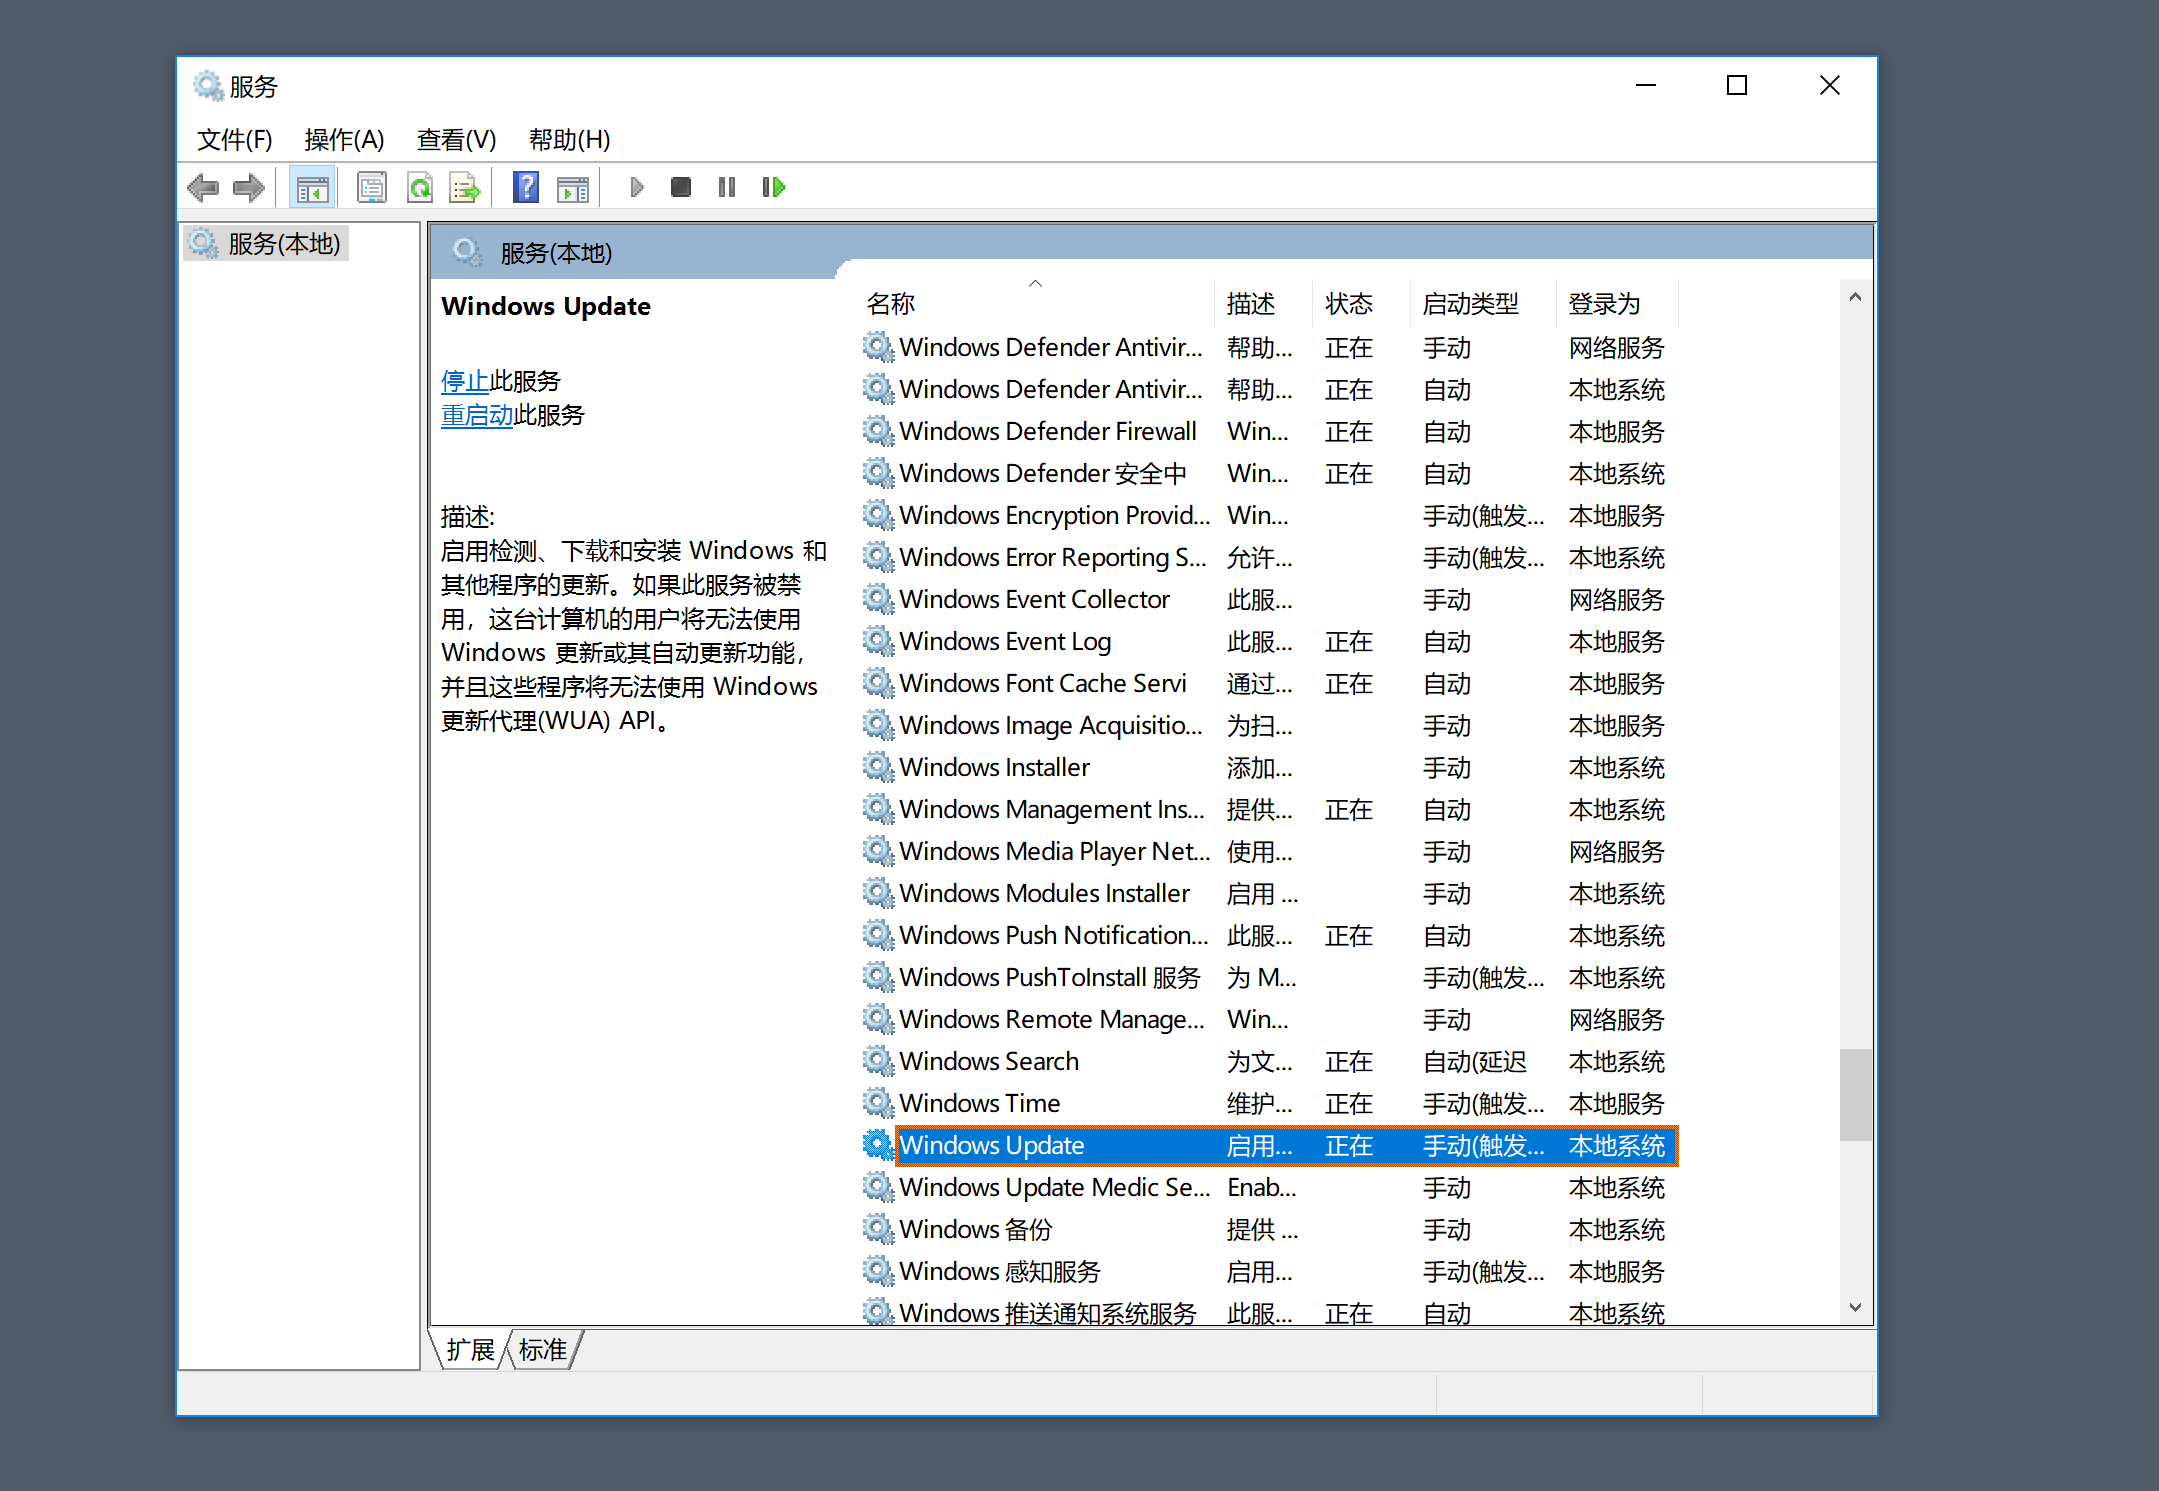 服务
文件(F) 操作(A) 查看(V) 帮助(H)
服务(本地)
服务(本地)
Windows Update
停止此服务
重启动此服务
描述:
启用检测、下载和安装 Windows 和
其他程序的更新。如果此服务被禁
用，这台计算机的用户将无法使用
Windows 更新或其自动更新功能，
并且这些程序将无法使用 Windows
更新代理(WUA) API。
名称 描述 状态 启动类型 登录为
Windows Defender Antivir... 帮助... 正在 手动 网络服务
Windows Defender Antivir... 帮助... 正在 自动 本地系统
Windows Defender Firewall Win... 正在 自动 本地服务
Windows Defender 安全中 Win... 正在 自动 本地系统
Windows Encryption Provid... Win... 手动(触发... 本地服务
Windows Error Reporting S... 允许... 手动(触发... 本地系统
Windows Event Collector 此服... 手动 网络服务
Windows Event Log 此服... 正在 自动 本地服务
Windows Font Cache Servi 通过... 正在 自动 本地服务
Windows Image Acquisitio... 为扫... 手动 本地服务
Windows Installer 添加... 手动 本地系统
Windows Management Ins... 提供... 正在 自动 本地系统
Windows Media Player Net... 使用... 手动 网络服务
Windows Modules Installer 启用 ... 手动 本地系统
Windows Push Notification... 此服... 正在 自动 本地系统
Windows PushToInstall 服务 为 M... 手动(触发... 本地系统
Windows Remote Manage... Win... 手动 网络服务
Windows Search 为文... 正在 自动(延迟 本地系统
Windows Time 维护... 正在 手动(触发... 本地服务
Windows Update 启用... 正在 手动(触发... 本地系统
Windows Update Medic Se... Enab... 手动 本地系统
Windows 备份 提供 ... 手动 本地系统
Windows 感知服务 启用... 手动(触发... 本地服务
Windows 推送通知系统服务 此服... 正在 自动 本地系统
扩展 标准